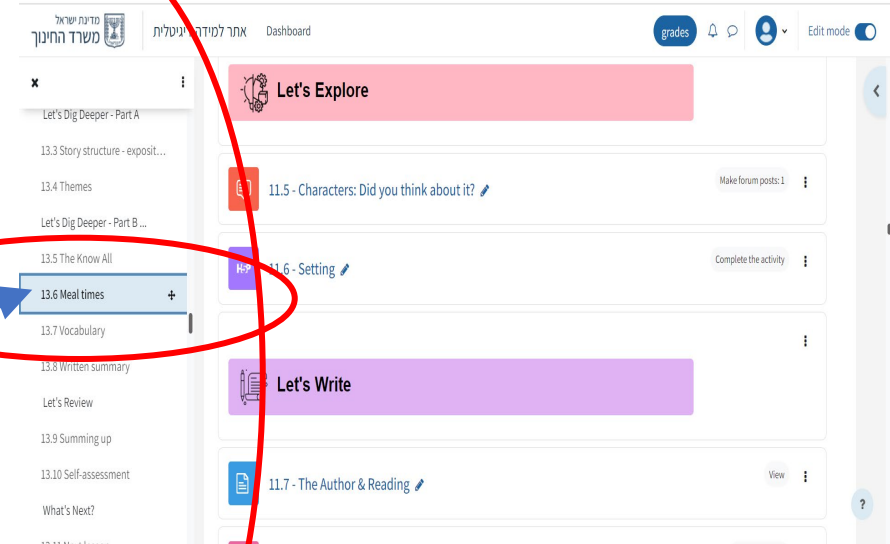 מדינת ישראל
משרד החינוך
אתר למידה דיגיטלית
Dashboard
grades
Edit mode
Let's Dig Deeper - Part A
13.3 Story structure - exposit...
13.4 Themes
Let's Dig Deeper - Part B ...
13.5 The Know All
13.6 Meal times
13.7 Vocabulary
13.8 Written summary
Let's Review
13.9 Summing up
13.10 Self-assessment
What's Next?
Let's Explore
11.5 - Characters: Did you think about it?
Make forum posts: 1
H-P 11.6 - Setting
Complete the activity
Let's Write
11.7 - The Author & Reading
View
?